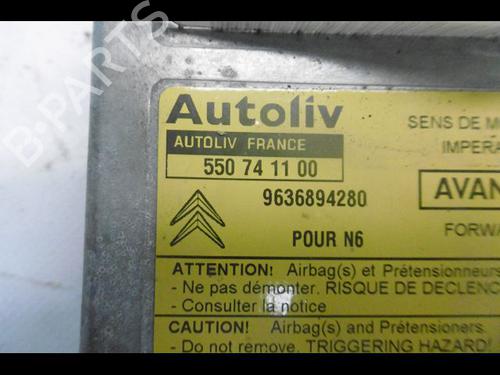 B-PARTS
Autoliv
AUTOLIV FRANCE
550 74 11 00
9636894280
POUR N6
SENS DE
AVAN
FORW
ATTENTION! Airbag(s) et Prétensionneurs
- Ne pas démonter. RISQUE DE DECLENC
- Consulter la notice
CAUTION! Airbag(s) and Pretensioners.
- Do not remove. TRIGGERING HAZARD!